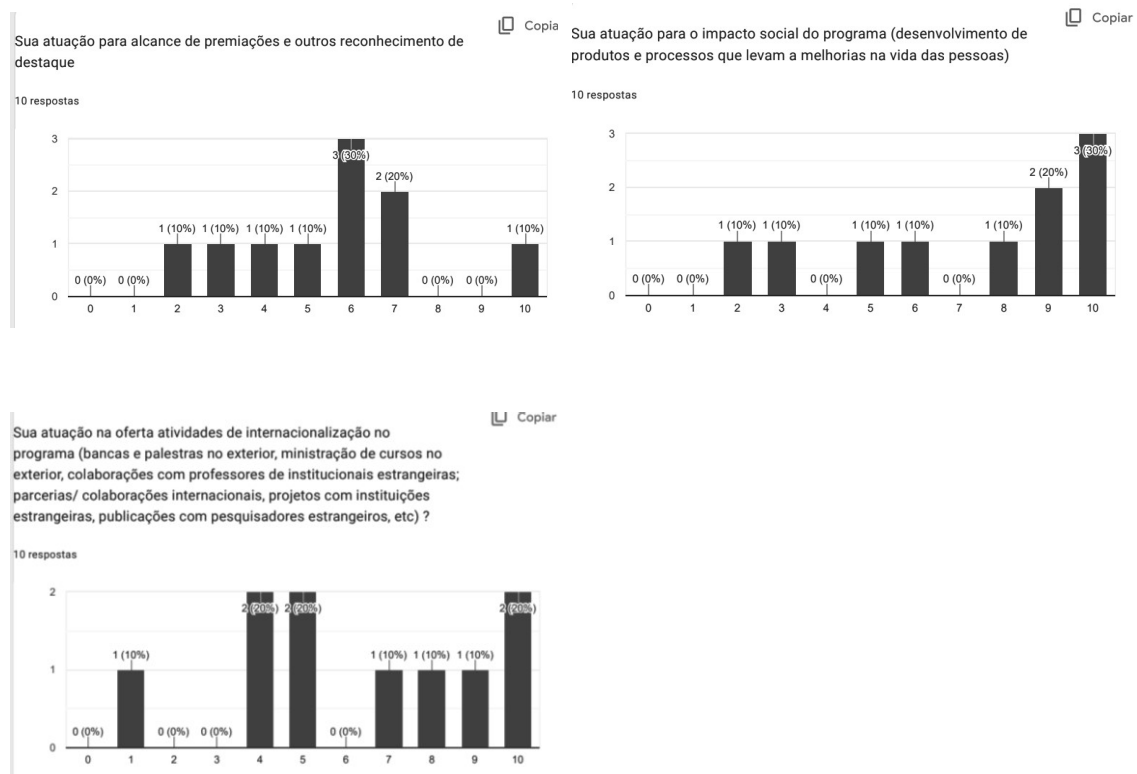 Copia
Sua atuação para alcance de premiações e outros reconhecimento de
destaque
10 respostas
3
2
1
0
0 (0%) 0 (0%) 1 (10%) 1 (10%) 1 (10%) 1 (10%) 3 (30%) 2 (20%) 0 (0%) 0 (0%) 1 (10%)
0 1 2 3 4 5 6 7 8 9 10
Copiar
Sua atuação para o impacto social do programa (desenvolvimento de
produtos e processos que levam a melhorias na vida das pessoas)
10 respostas
3
2
1
0
0 (0%) 0 (0%) 1 (10%) 1 (10%) 0 (0%) 1 (10%) 1 (10%) 0 (0%) 1 (10%) 2 (20%) 3 (30%)
0 1 2 3 4 5 6 7 8 9 10
Copiar
Sua atuação na oferta atividades de internacionalização no
programa (bancas e palestras no exterior, ministração de cursos no
exterior, colaborações com professores de institucionais estrangeiras;
parcerias/ colaborações internacionais, projetos com instituições
estrangeiras, publicações com pesquisadores estrangeiros, etc) ?
10 respostas
2
1
0
0 (0%) 1 (10%) 0 (0%) 0 (0%) 2 (20%) 2 (20%) 0 (0%) 1 (10%) 1 (10%) 1 (10%) 2 (20%)
0 1 2 3 4 5 6 7 8 9 10